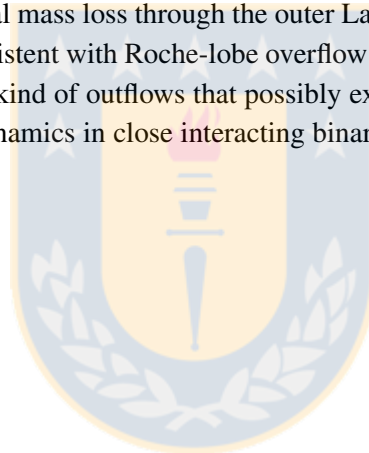 al mass loss through the outer La
istent with Roche-lobe overflow
kind of outflows that possibly ex
namics in close interacting binar